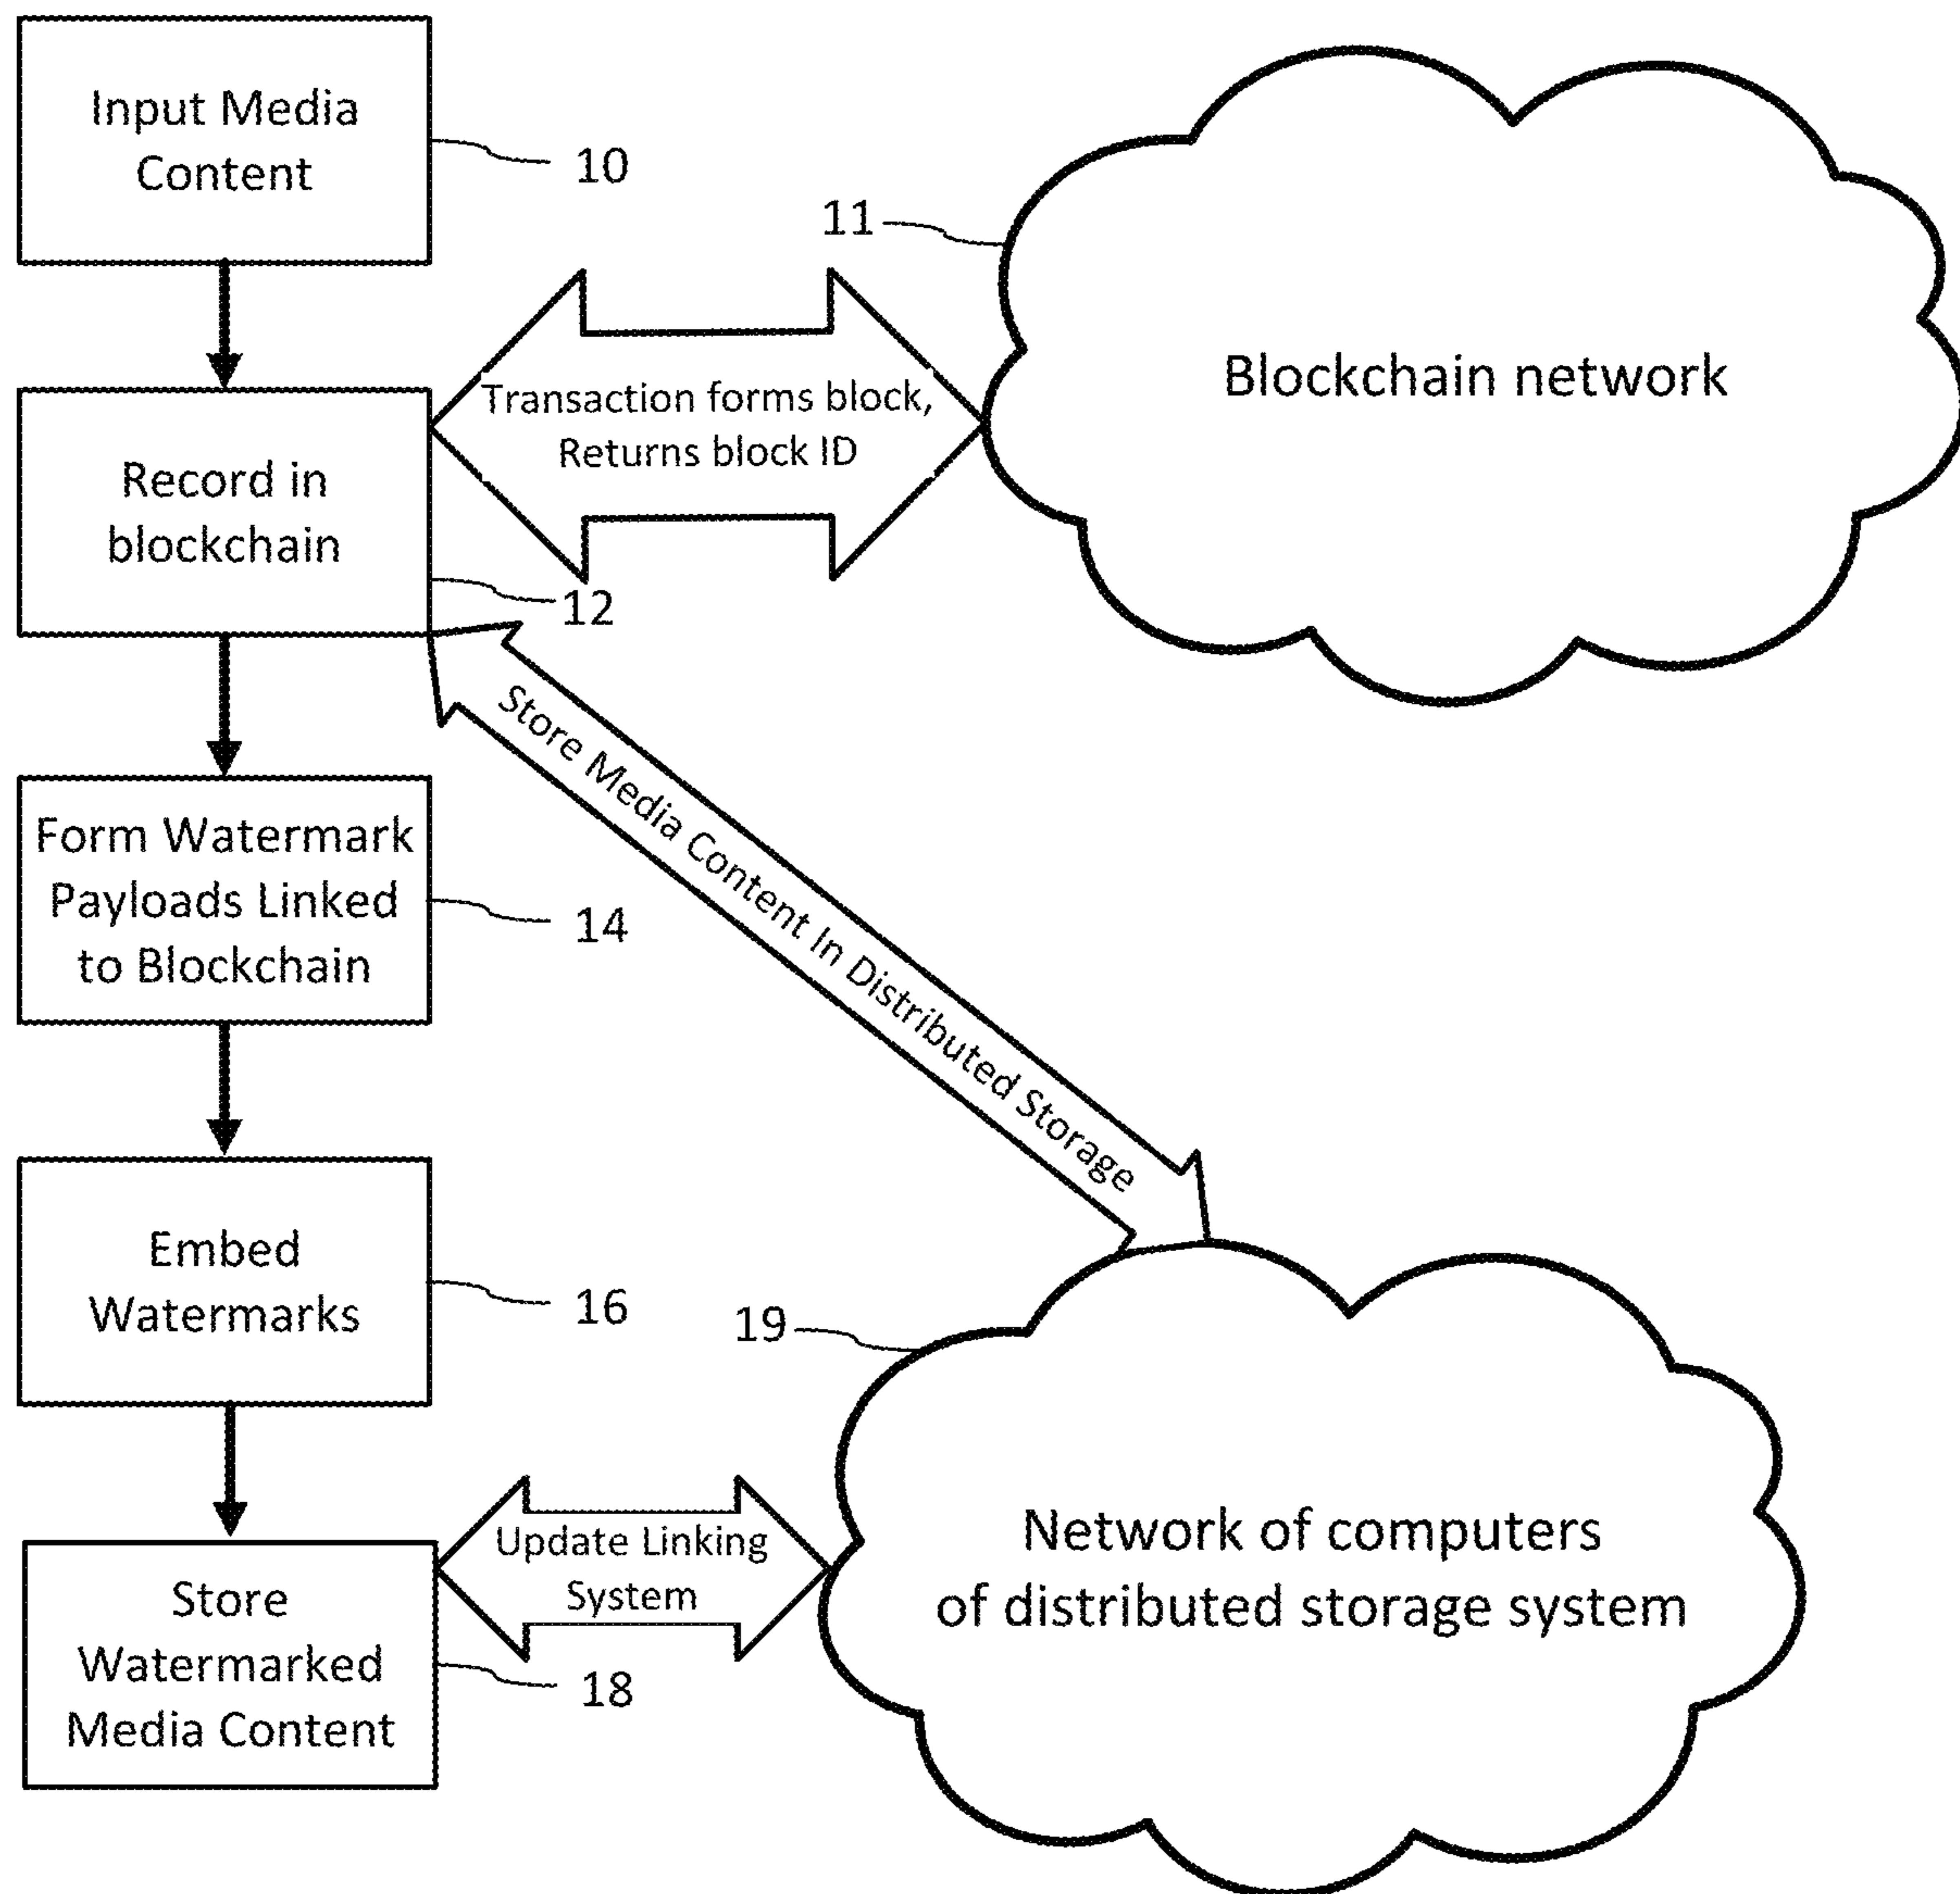 Input Media
Content
10
11
Blockchain network
Transaction forms block,
Returns block ID
Record in
blockchain
12
Store Media Content In Distributed Storage
Form Watermark
Payloads Linked
to Blockchain
14
Embed
Watermarks
16
19
Network of computers
of distributed storage system
Update Linking
System
Store
Watermarked
Media Content
18